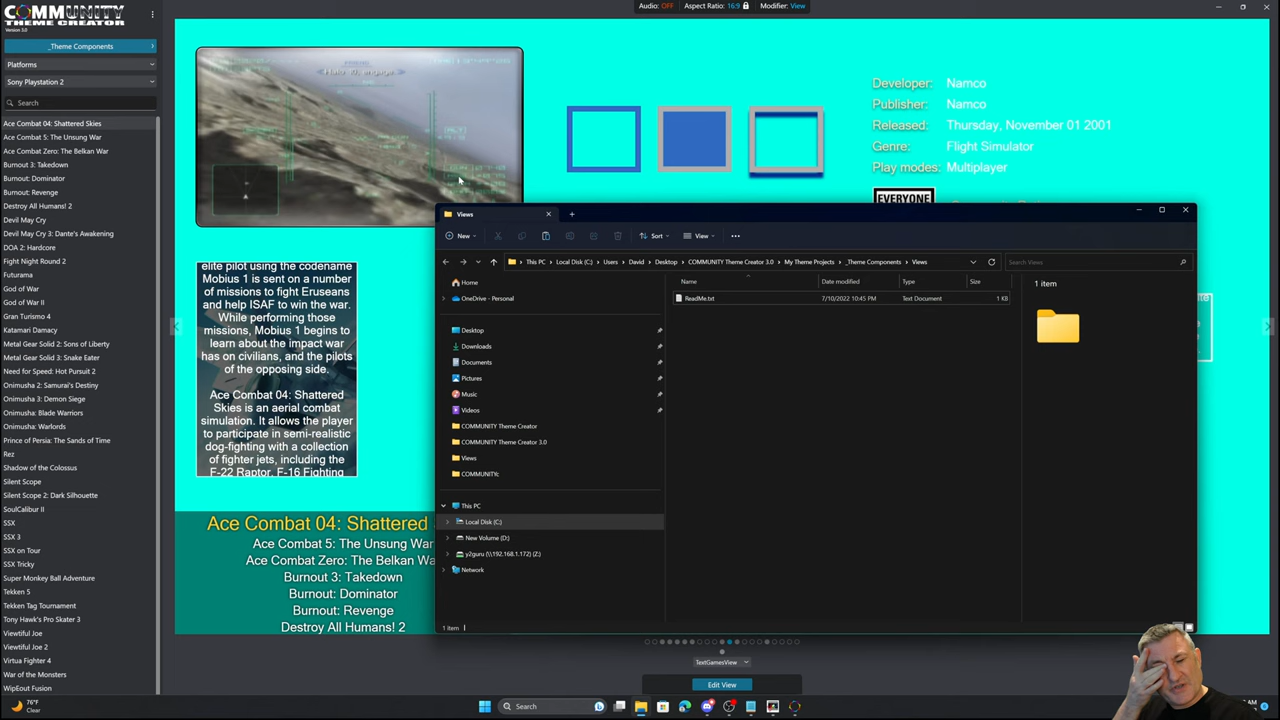 COMMUNITY
THEME CREATOR
Version 3.0
Audio: OFF
Aspect Ratio: 16:9
Modifier: View
_Theme Components
Platforms
Sony Playstation 2
Search
Ace Combat 04: Shattered Skies
Ace Combat 5: The Unsung War
Ace Combat Zero: The Belkan War
Burnout 3: Takedown
Burnout: Dominator
Burnout: Revenge
Destroy All Humans! 2
Devil May Cry
Devil May Cry 3: Dante's Awakening
DOA 2: Hardcore
Fight Night Round 2
Futurama
God of War
God of War II
Gran Turismo 4
Katamari Damacy
Metal Gear Solid 2: Sons of Liberty
Metal Gear Solid 3: Snake Eater
Need for Speed: Hot Pursuit 2
Onimusha 2: Samurai's Destiny
Onimusha 3: Demon Siege
Onimusha: Blade Warriors
Onimusha: Warlords
Prince of Persia: The Sands of Time
Rez
Shadow of the Colossus
Silent Scope
Silent Scope 2: Dark Silhouette
SoulCalibur II
SSX
SSX 3
SSX on Tour
SSX Tricky
Super Monkey Ball Adventure
Tekken 5
Tekken Tag Tournament
Tony Hawk's Pro Skater 3
Viewtiful Joe
Viewtiful Joe 2
Virtua Fighter 4
War of the Monsters
WipEout Fusion
Developer: Namco
Publisher: Namco
Released: Thursday, November 01 2001
Genre: Flight Simulator
Play modes: Multiplayer
EVERYONE
elite pilot using the codename
Mobius 1 is sent on a number
of missions to fight Eruseans
and help ISAF to win the war.
While performing those
missions, Mobius 1 begins to
learn about the impact war
has on civilians, and the pilots
of the opposing side.
Ace Combat 04: Shattered
Skies is an aerial combat
simulation. It allows the player
to participate in semi-realistic
dog-fighting with a collection
of fighter jets, including the
F-22 Raptor, F-16 Fighting
Ace Combat 04: Shattered
Ace Combat 5: The Unsung War
Ace Combat Zero: The Belkan Wa
Burnout 3: Takedown
Burnout: Dominator
Burnout: Revenge
Destroy All Humans! 2
Views
New
Sort
View
This PC
Local Disk (C:)
Users
David
Desktop
COMMUNITY Theme Creator 3.0
My Theme Projects
_Theme Components
Views
Search Views
Name
Date modified
Type
Size
ReadMe.txt
7/10/2022 10:45 PM
Text Document
1 KB
1 item
Home
OneDrive - Personal
Desktop
Downloads
Documents
Pictures
Music
Videos
COMMUNITY Theme Creator
COMMUNITY Theme Creator 3.0
Views
COMMUNITY;
This PC
Local Disk (C:)
New Volume (D:)
y2guru (\\192.168.1.172) (Z:)
Network
1 item
TextGamesView
Edit View
76°F
Clear
Search